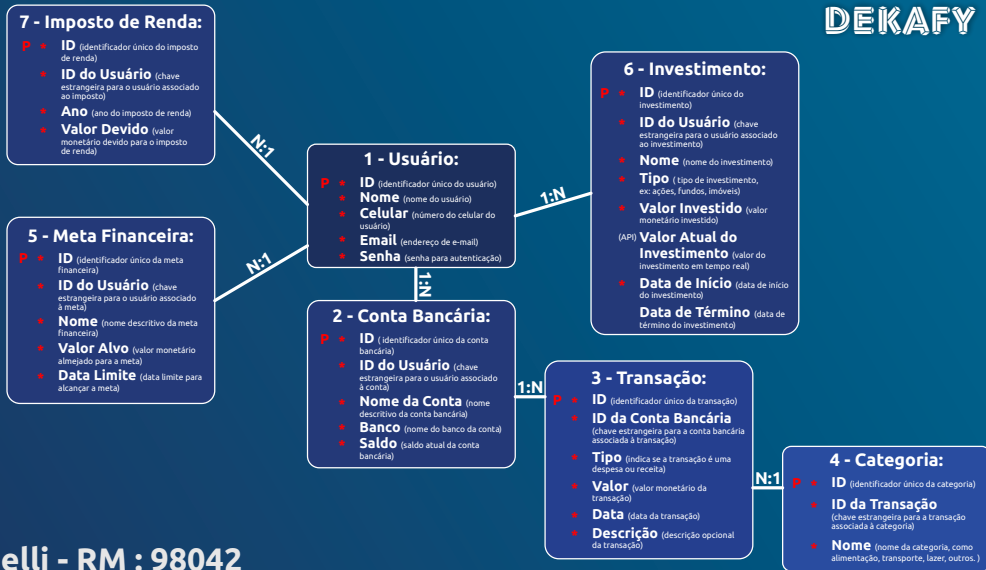 DEKAFY
7 - Imposto de Renda:
P * ID (identificador único do imposto
de renda)
* ID do Usuário (chave
estrangeira para o usuário associado
ao imposto)
* Ano (ano do imposto de renda)
* Valor Devido (valor
monetário devido para o imposto
de renda)
N:1
1 - Usuário:
P * ID (identificador único do usuário)
* Nome (nome do usuário)
* Celular (número do celular do
usuário)
* Email (endereço de e-mail)
* Senha (senha para autenticação)
1:N
6 - Investimento:
P * ID (identificador único do
investimento)
* ID do Usuário (chave
estrangeira para o usuário associado
ao investimento)
* Nome (nome do investimento)
* Tipo ( tipo de investimento,
ex: ações, fundos, imóveis)
* Valor Investido (valor
monetário investido)
(API) Valor Atual do
Investimento (valor do
investimento em tempo real)
* Data de Início (data de início
do investimento)
Data de Término (data de
término do investimento)
5 - Meta Financeira:
P * ID (identificador único da meta
financeira)
* ID do Usuário (chave
estrangeira para o usuário associado
à meta)
* Nome (nome descritivo da meta
financeira)
* Valor Alvo (valor monetário
almejado para a meta)
* Data Limite (data limite para
alcançar a meta)
N:1
1:N
2 - Conta Bancária:
P * ID ( identificador único da conta
bancária)
* ID do Usuário (chave
estrangeira para o usuário associado
à conta)
* Nome da Conta (nome
descritivo da conta bancária)
* Banco (nome do banco da conta)
* Saldo (saldo atual da conta
bancária)
1:N
3 - Transação:
P * ID (identificador único da transação)
* ID da Conta Bancária
(chave estrangeira para a conta bancária
associada à transação)
* Tipo (indica se a transação é uma
despesa ou receita)
* Valor (valor monetário da
transação)
* Data (data da transação)
* Descrição (descrição opcional
da transação)
N:1
4 - Categoria:
P * ID (identificador único da categoria)
* ID da Transação
(chave estrangeira para a transação
associada à categoria)
* Nome (nome da categoria, como
alimentação, transporte, lazer, outros. )
elli - RM : 98042